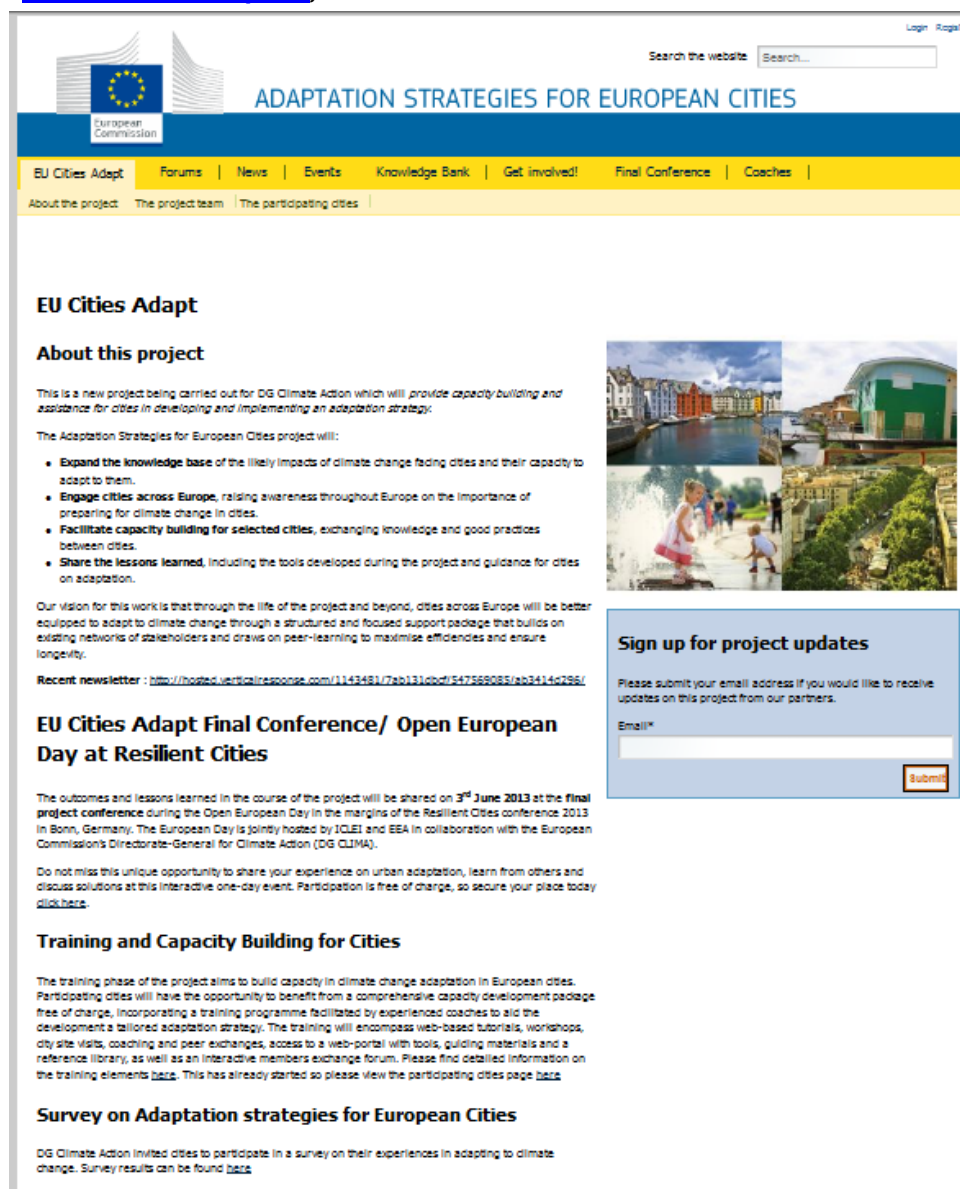 Login Regist
Search the website Search...
ADAPTATION STRATEGIES FOR EUROPEAN CITIES
European
Commission
EU Cities Adapt Forums | News | Events Knowledge Bank | Get involved! Final Conference | Coaches |
About the project The project team | The participating cities |
EU Cities Adapt
About this project
This is a new project being carried out for DG Climate Action which will provide capacity building and
assistance for cities in developing and implementing an adaptation strategy.
The Adaptation Strategies for European Cities project will:
• Expand the knowledge base of the likely impacts of climate change facing cities and their capacity to
adapt to them.
• Engage cities across Europe, raising awareness throughout Europe on the importance of
preparing for climate change in cities.
• Facilitate capacity building for selected cities, exchanging knowledge and good practices
between cities.
• Share the lessons learned, including the tools developed during the project and guidance for cities
on adaptation.
Our vision for this work is that through the life of the project and beyond, cities across Europe will be better
equipped to adapt to climate change through a structured and focused support package that builds on
existing networks of stakeholders and draws on peer-learning to maximise efficiencies and ensure
longevity.
Recent newsletter : http://hosted.verticalresponse.com/1143481/7ab131dbcf/547569085/ab3414d296/
EU Cities Adapt Final Conference/ Open European
Day at Resilient Cities
The outcomes and lessons learned in the course of the project will be shared on 3rd June 2013 at the final
project conference during the Open European Day in the margins of the Resilient Cities conference 2013
in Bonn, Germany. The European Day is jointly hosted by ICLEI and EEA in collaboration with the European
Commission's Directorate-General for Climate Action (DG CLIMA).
Do not miss this unique opportunity to share your experience on urban adaptation, learn from others and
discuss solutions at this interactive one-day event. Participation is free of charge, so secure your place today
click here.
Training and Capacity Building for Cities
The training phase of the project aims to build capacity in climate change adaptation in European cities.
Participating cities will have the opportunity to benefit from a comprehensive capacity development package
free of charge, incorporating a training programme facilitated by experienced coaches to aid the
development a tailored adaptation strategy. The training will encompass web-based tutorials, workshops,
city site visits, coaching and peer exchanges, access to a web-portal with tools, guiding materials and a
reference library, as well as an interactive members exchange forum. Please find detailed information on
the training elements here. This has already started so please view the participating cities page here
Survey on Adaptation strategies for European Cities
DG Climate Action invited cities to participate in a survey on their experiences in adapting to climate
change. Survey results can be found here
Sign up for project updates
Please submit your email address if you would like to receive
updates on this project from our partners.
Email*
Submit